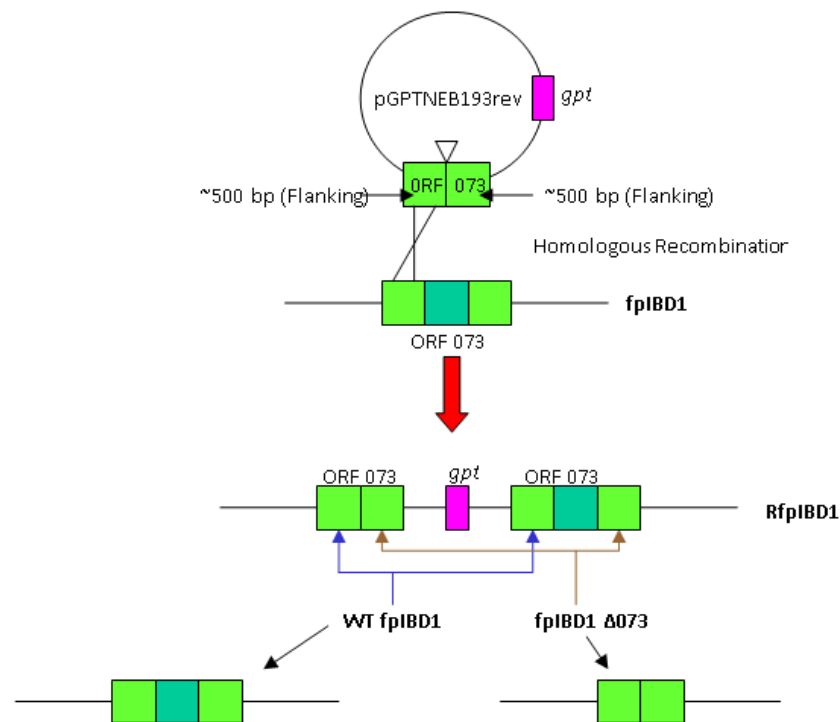 pGPTNEB193rev
gpt
ORF 073
~500 bp (Flanking)
~500 bp (Flanking)
Homologous Recombination
fpIBD1
ORF 073
ORF 073
gpt
ORF 073
RfpIBD1
WT fpIBD1
fpIBD1 Δ073